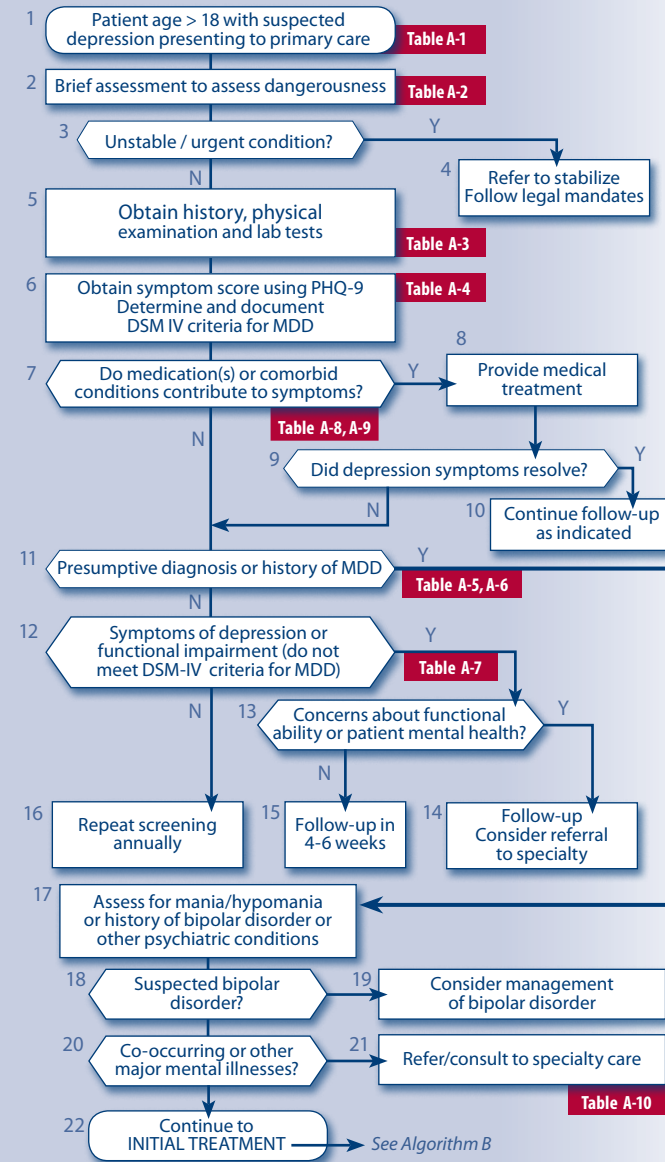 1
Patient age > 18 with suspected
depression presenting to primary care
Table A-1
2
Brief assessment to assess dangerousness
Table A-2
3
Unstable / urgent condition?
Y
N
4
Refer to stabilize
Follow legal mandates
5
Obtain history, physical
examination and lab tests
Table A-3
6
Obtain symptom score using PHQ-9
Determine and document
DSM IV criteria for MDD
Table A-4
7
Do medication(s) or comorbid
conditions contribute to symptoms?
Y
Table A-8, A-9
N
8
Provide medical
treatment
9
Did depression symptoms resolve?
Y
N
10
Continue follow-up
as indicated
11
Presumptive diagnosis or history of MDD
Y
Table A-5, A-6
N
12
Symptoms of depression or
functional impairment (do not
meet DSM-IV criteria for MDD)
Y
Table A-7
N
13
Concerns about functional
ability or patient mental health?
Y
N
16
Repeat screening
annually
15
Follow-up in
4-6 weeks
14
Follow-up
Consider referral
to specialty
17
Assess for mania/hypomania
or history of bipolar disorder or
other psychiatric conditions
18
Suspected bipolar
disorder?
19
Consider management
of bipolar disorder
20
Co-occurring or other
major mental illnesses?
21
Refer/consult to specialty care
Table A-10
22
Continue to
INITIAL TREATMENT
See Algorithm B